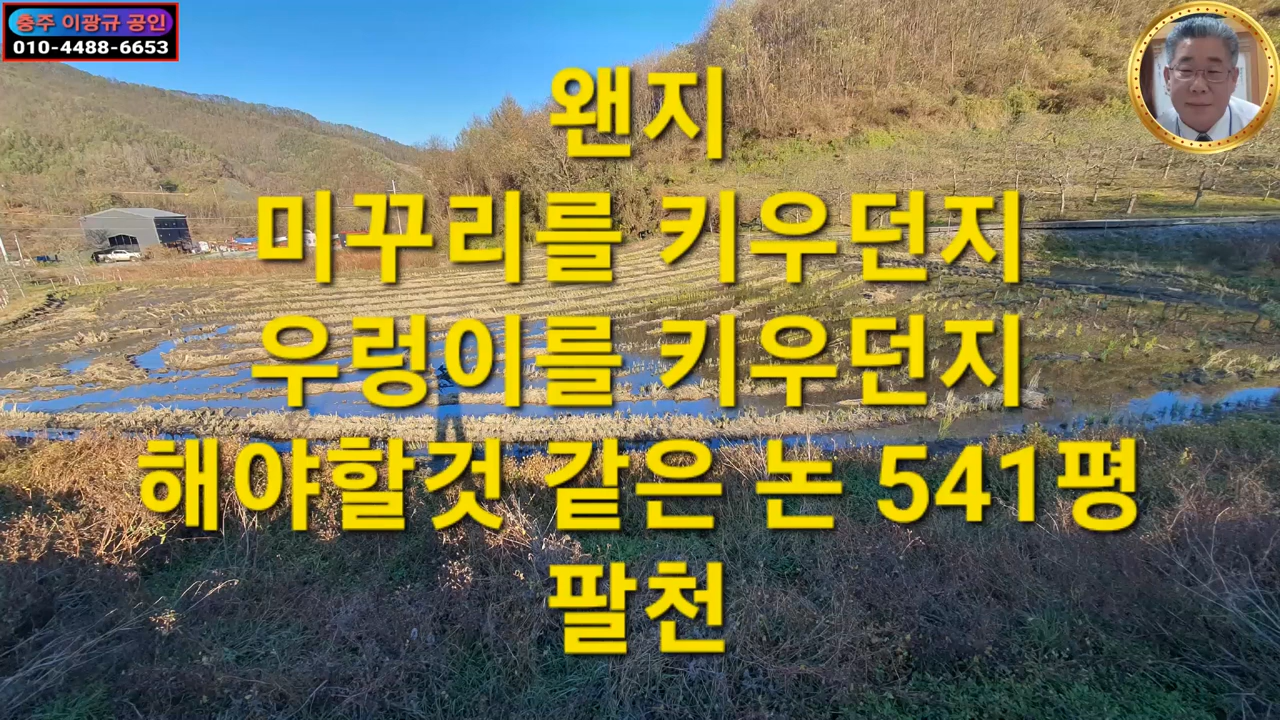 충주 이광규 공인
010-4488-6653
왠지
미꾸리를 키우던지
우렁이를 키우던지
해야할것 같은 논 541평
팔천